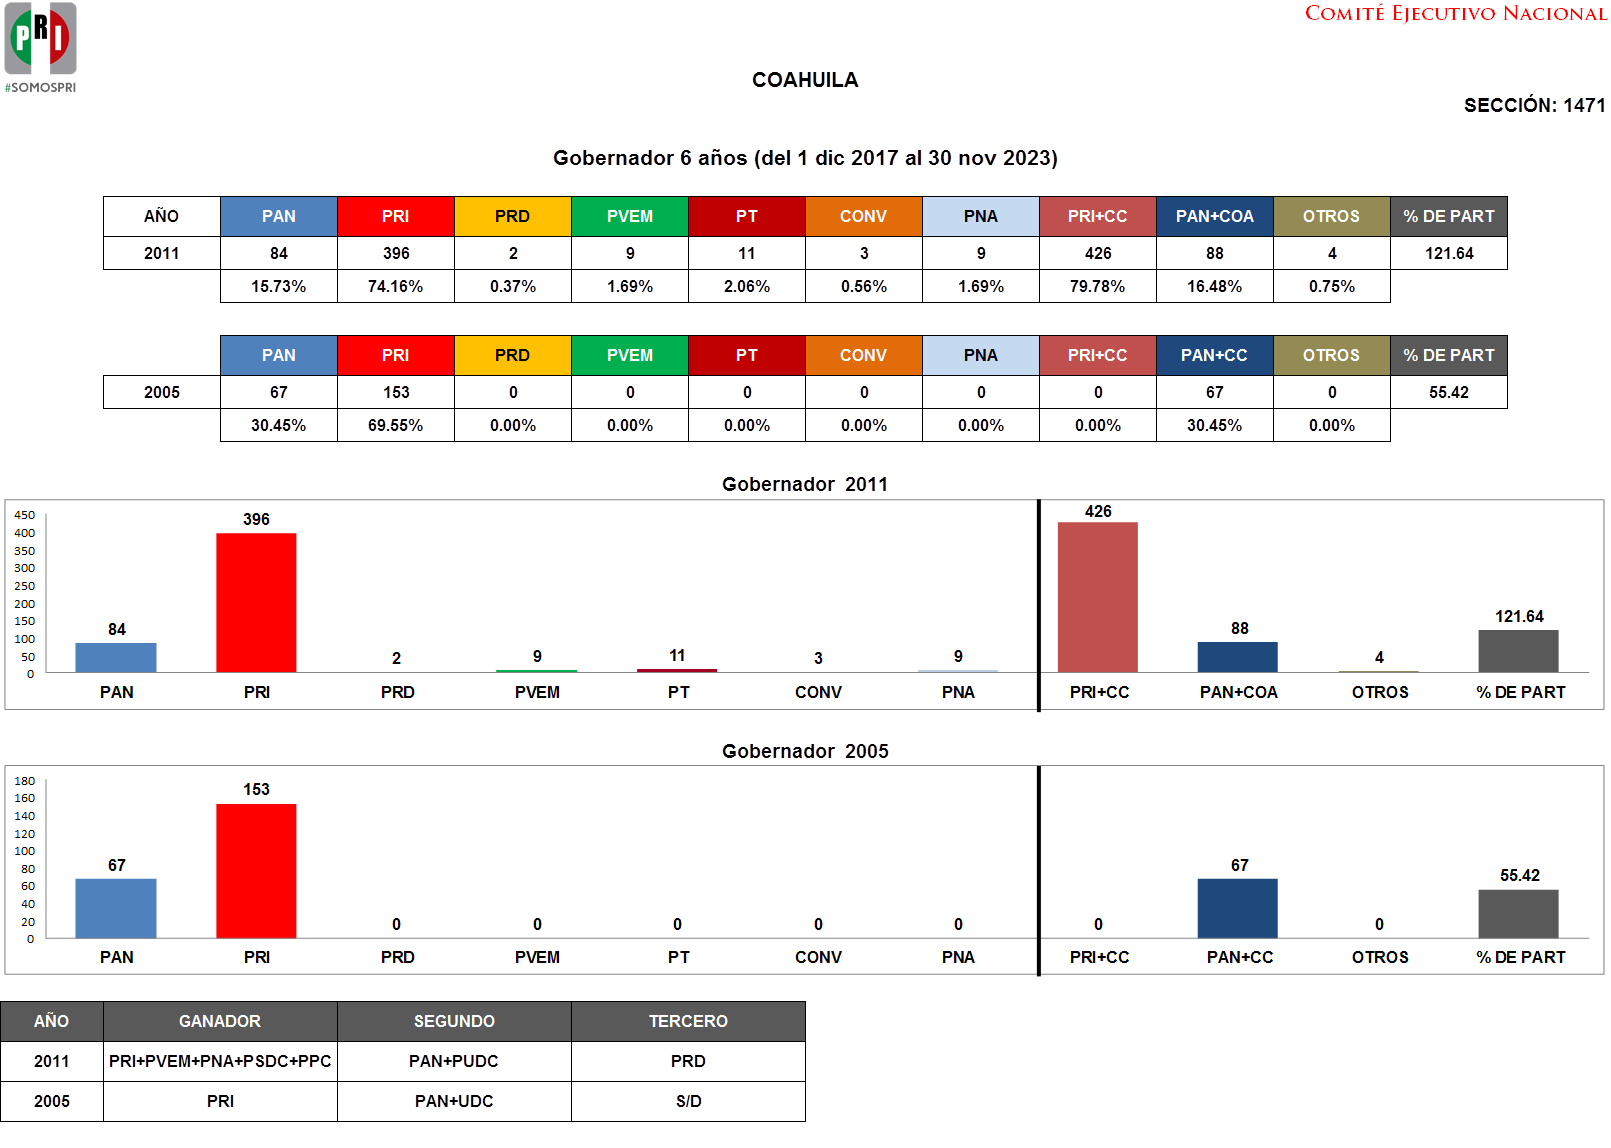 PRI
#SOMOSPRI
COMITÉ EJECUTIVO NACIONAL
COAHUILA
SECCIÓN: 1471
Gobernador 6 años (del 1 dic 2017 al 30 nov 2023)
AÑO PAN PRI PRD PVEM PT CONV PNA PRI+CC PAN+COA OTROS % DE PART
2011 84 396 2 9 11 3 9 426 88 4 121.64
15.73% 74.16% 0.37% 1.69% 2.06% 0.56% 1.69% 79.78% 16.48% 0.75%
PAN PRI PRD PVEM PT CONV PNA PRI+CC PAN+CC OTROS % DE PART
2005 67 153 0 0 0 0 0 0 67 0 55.42
30.45% 69.55% 0.00% 0.00% 0.00% 0.00% 0.00% 0.00% 30.45% 0.00%
Gobernador 2011
450
400
350
300
250
200
150
100
50
0
84 396 2 9 11 3 9 426 88 4 121.64
PAN PRI PRD PVEM PT CONV PNA PRI+CC PAN+COA OTROS % DE PART
Gobernador 2005
180
160
140
120
100
80
60
40
20
0
67 153 0 0 0 0 0 0 67 0 55.42
PAN PRI PRD PVEM PT CONV PNA PRI+CC PAN+CC OTROS % DE PART
AÑO GANADOR SEGUNDO TERCERO
2011 PRI+PVEM+PNA+PSDC+PPC PAN+PUDC PRD
2005 PRI PAN+UDC S/D